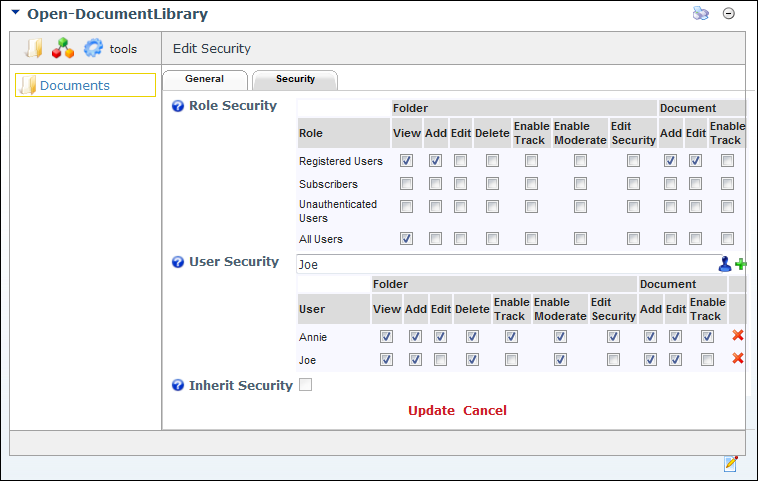 Open-DocumentLibrary
tools
Edit Security
Documents
General
Security
Role Security
Folder Document
Role View Add Edit Delete Enable Track Enable Moderate Edit Security Add Edit Enable Track
Registered Users
Subscribers
Unauthenticated
Users
All Users
User Security
Joe
Folder Document
User View Add Edit Delete Enable Track Enable Moderate Edit Security Add Edit Enable Track
Annie
Joe
Inherit Security
Update Cancel